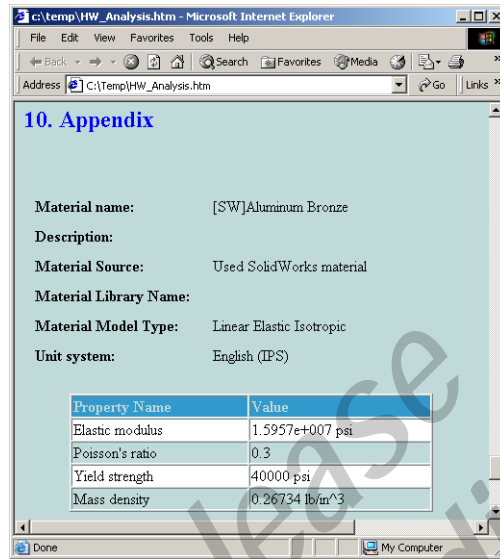 c:\temp\HW_Analysis.htm - Microsoft Internet Explorer
File Edit View Favorites Tools Help
Back Search Favorites Media »
Address C:\Temp\HW_Analysis.htm Go Links »
10. Appendix
Material name: [SW]Aluminum Bronze
Description:
Material Source: Used SolidWorks material
Material Library Name:
Material Model Type: Linear Elastic Isotropic
Unit system: English (IPS)
Property Name Value
Elastic modulus 1.5957e+007 psi
Poisson's ratio 0.3
Yield strength 40000 psi
Mass density 0.26734 lb/in^3
Done My Computer